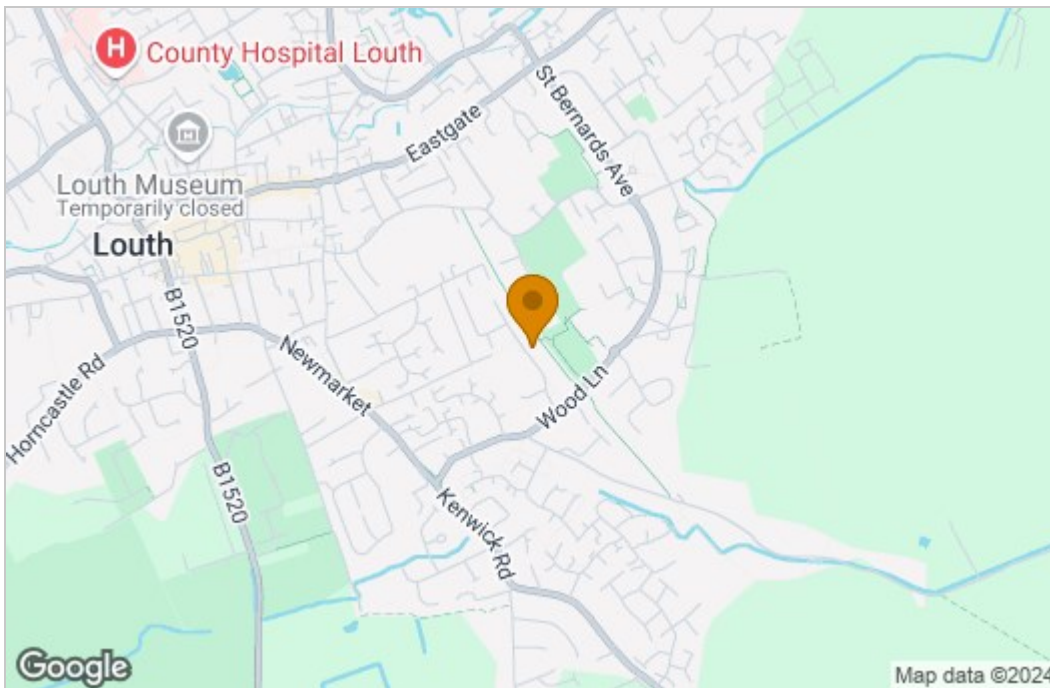 H
County Hospital Louth
St Bernards Ave
Eastgate
Louth Museum
Temporarily closed
Louth
B1520
Newmarket
Horncastle Rd
Wood Ln
B1520
Kenwick Rd
Google
Map data ©2024